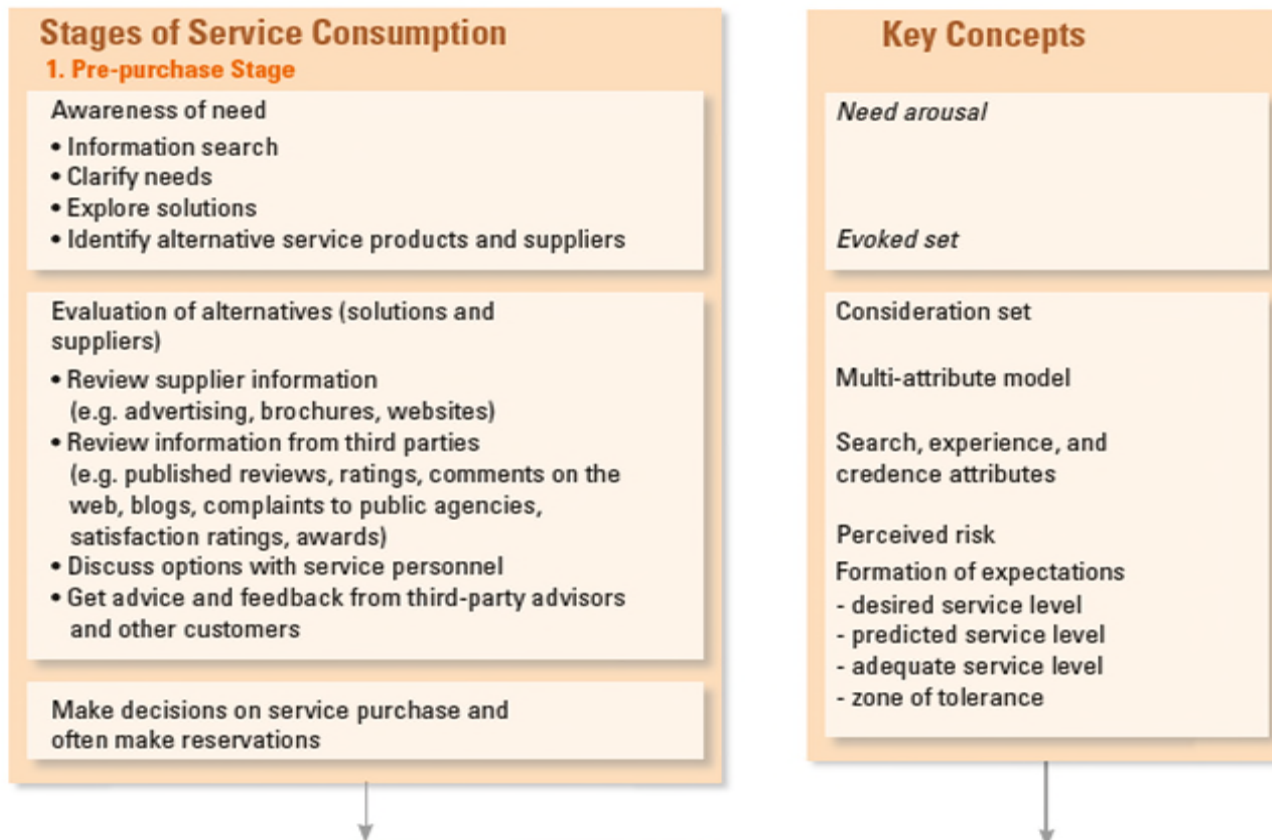 Stages of Service Consumption
1. Pre-purchase Stage
Awareness of need
• Information search
• Clarify needs
• Explore solutions
• Identify alternative service products and suppliers
Evaluation of alternatives (solutions and
suppliers)
• Review supplier information
(e.g. advertising, brochures, websites)
• Review information from third parties
(e.g. published reviews, ratings, comments on the
web, blogs, complaints to public agencies,
satisfaction ratings, awards)
• Discuss options with service personnel
• Get advice and feedback from third-party advisors
and other customers
Make decisions on service purchase and
often make reservations
Key Concepts
Need arousal
Evoked set
Consideration set
Multi-attribute model
Search, experience, and
credence attributes
Perceived risk
Formation of expectations
- desired service level
- predicted service level
- adequate service level
- zone of tolerance